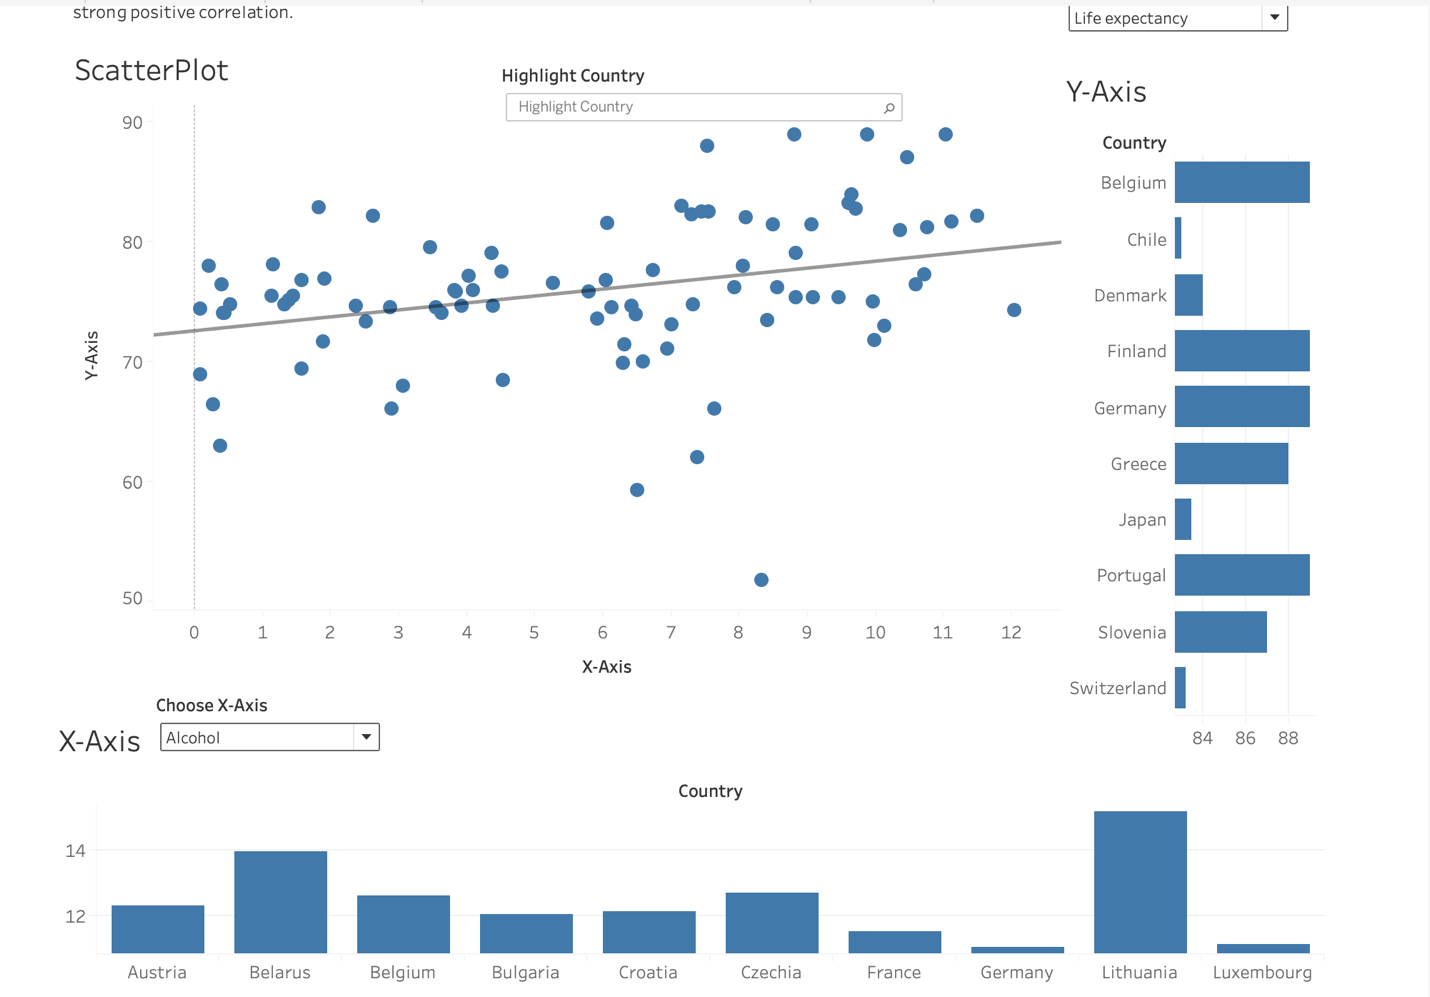 strong positive correlation.
Life expectancy
ScatterPlot
Highlight Country
Highlight Country
Y-Axis
Country
90
80
70
60
50
Y-Axis
0 1 2 3 4 5 6 7 8 9 10 11 12
X-Axis
Belgium
Chile
Denmark
Finland
Germany
Greece
Japan
Portugal
Slovenia
Switzerland
84 86 88
Choose X-Axis
X-Axis
Alcohol
Country
14
12
Austria Belarus Belgium Bulgaria Croatia Czechia France Germany Lithuania Luxembourg